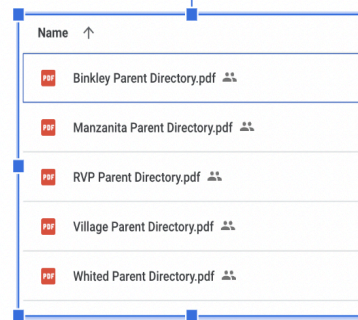 Name
PDF Binkley Parent Directory.pdf
PDF Manzanita Parent Directory.pdf
PDF RVP Parent Directory.pdf
PDF Village Parent Directory.pdf
PDF Whited Parent Directory.pdf